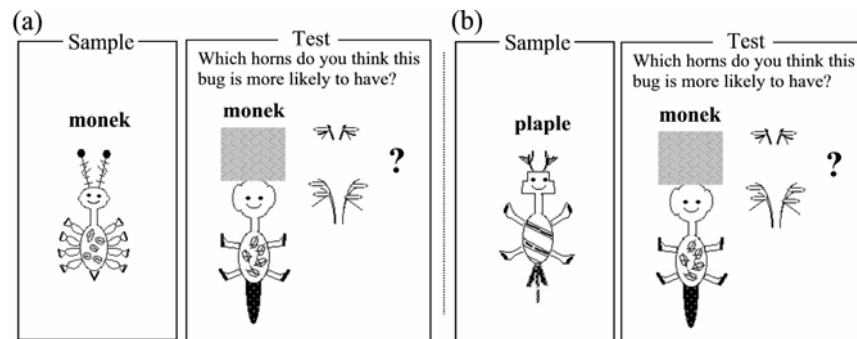 (a)
Sample
monek
Test
Which horns do you think this
bug is more likely to have?
monek
?
(b)
Sample
plaple
Test
Which horns do you think this
bug is more likely to have?
monek
?